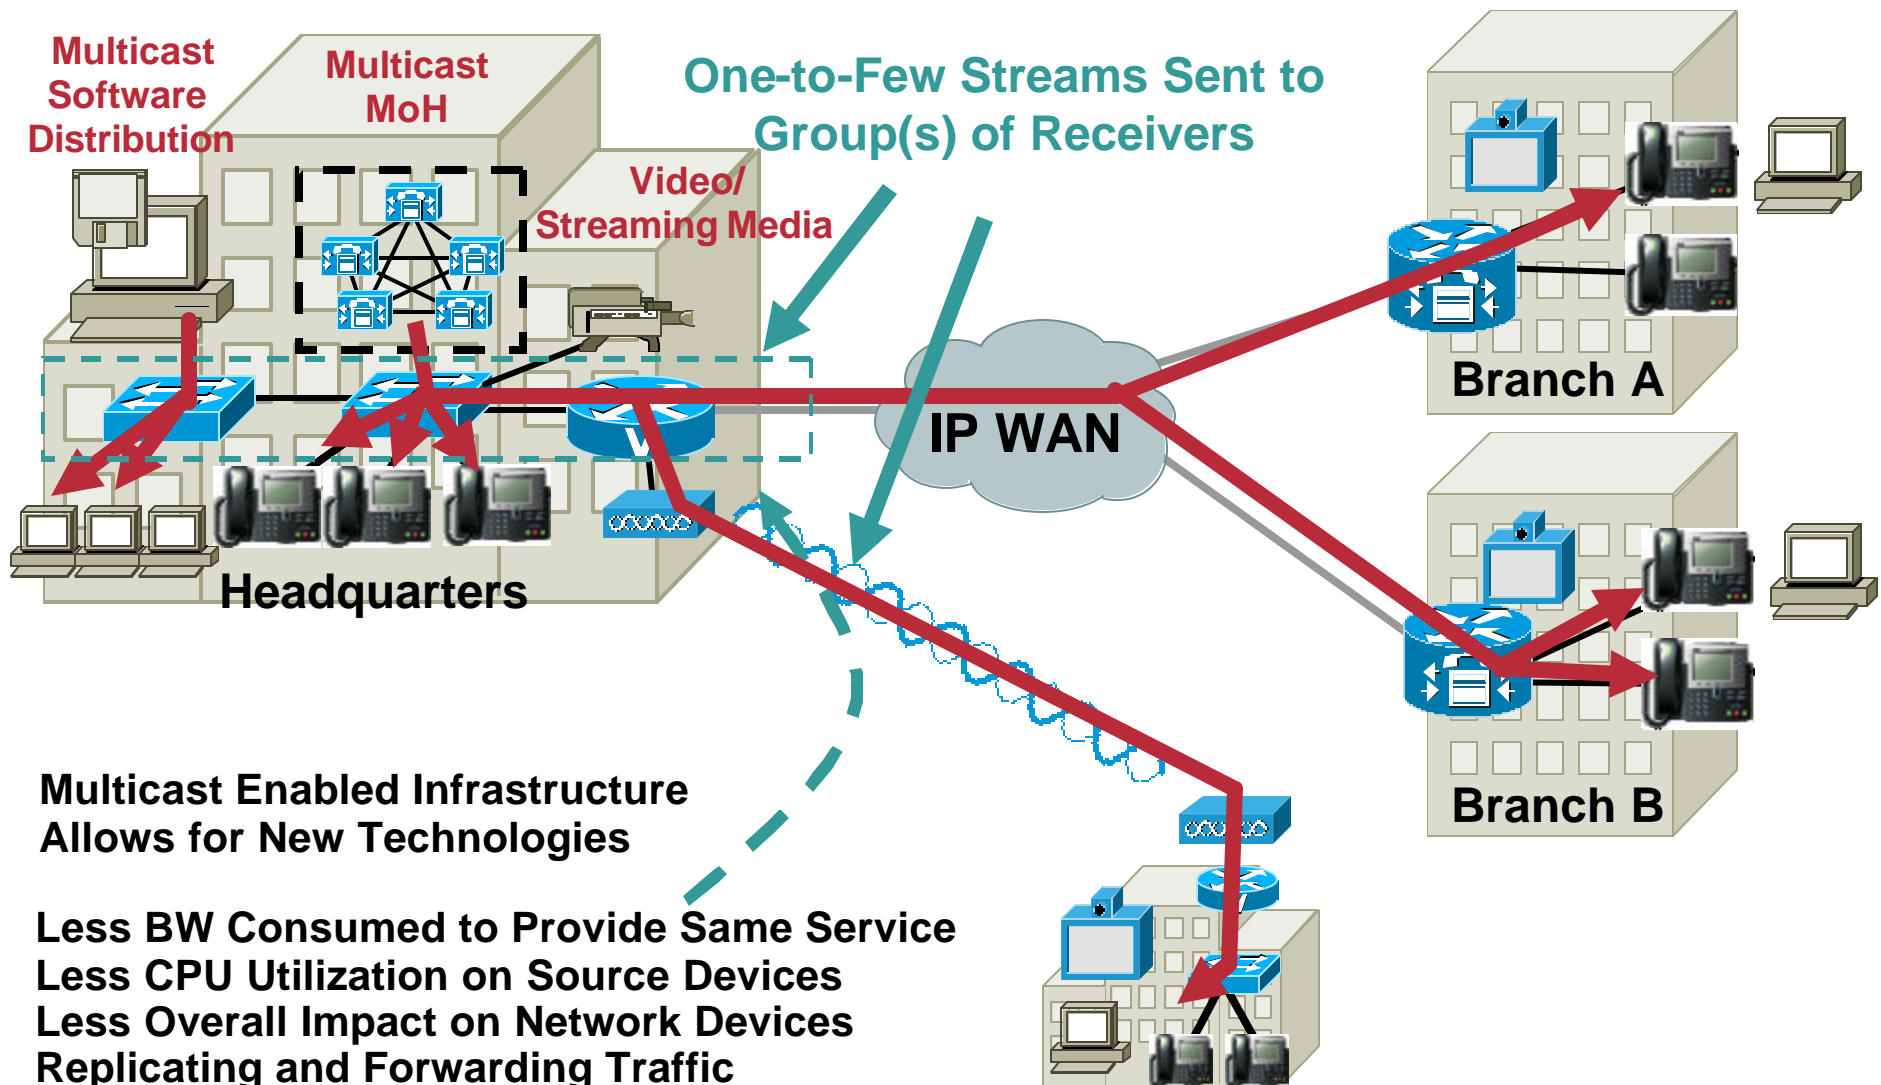 Multicast
Software
Distribution
Multicast
MoH
One-to-Few Streams Sent to
Group(s) of Receivers
Video/
Streaming Media
IP WAN
Branch A
Headquarters
Branch B
V
V
Multicast Enabled Infrastructure
Allows for New Technologies
Less BW Consumed to Provide Same Service
Less CPU Utilization on Source Devices
Less Overall Impact on Network Devices
Replicating and Forwarding Traffic